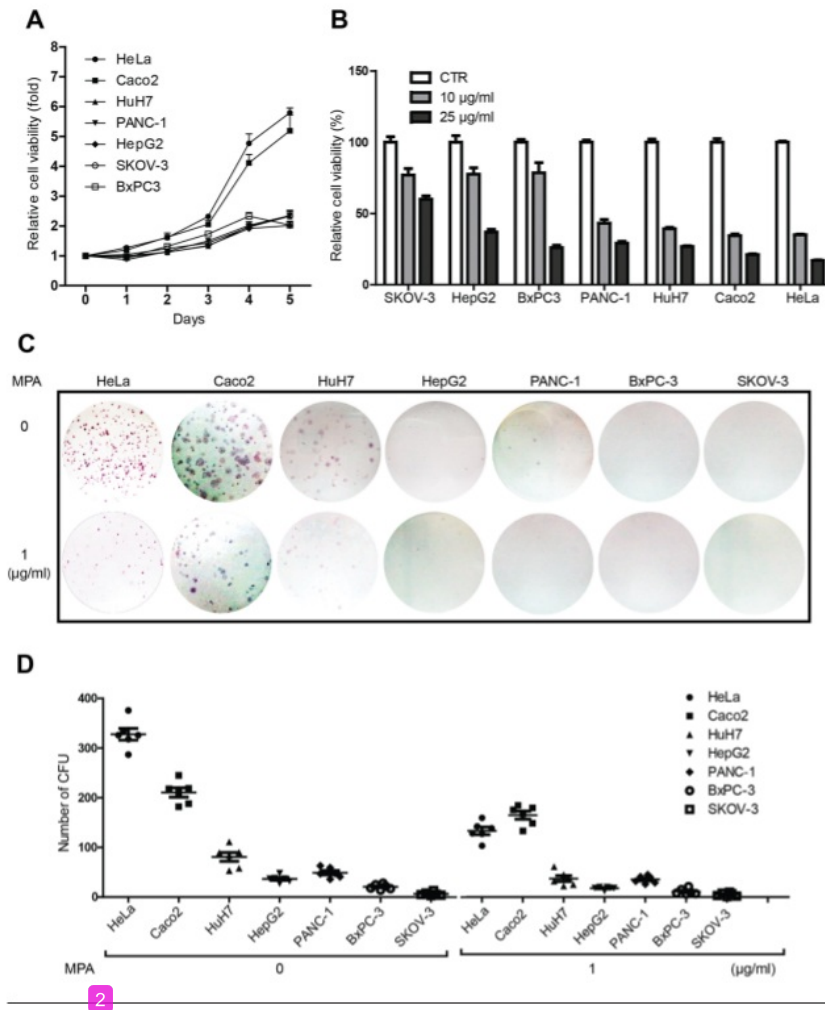 A
Relative cell viability (fold)
8
7
6
5
4
3
2
1
0
HeLa
Caco2
HuH7
PANC-1
HepG2
SKOV-3
BxPC3
0 1 2 3 4 5
Days
B
Relative cell viability (%)
150
100
50
0
CTR
10 µg/ml
25 µg/ml
SKOV-3 HepG2 BxPC3 PANC-1 HuH7 Caco2 HeLa
C
MPA HeLa Caco2 HuH7 HepG2 PANC-1 BxPC-3 SKOV-3
0
1
(µg/ml)
D
Number of CFU
400
300
200
100
0
HeLa
Caco2
HuH7
HepG2
PANC-1
BxPC-3
SKOV-3
HeLa Caco2 HuH7 HepG2 PANC-1 BxPC-3 SKOV-3 HeLa Caco2 HuH7 HepG2 PANC-1 BxPC-3 SKOV-3
MPA 0 1 (µg/ml)
2